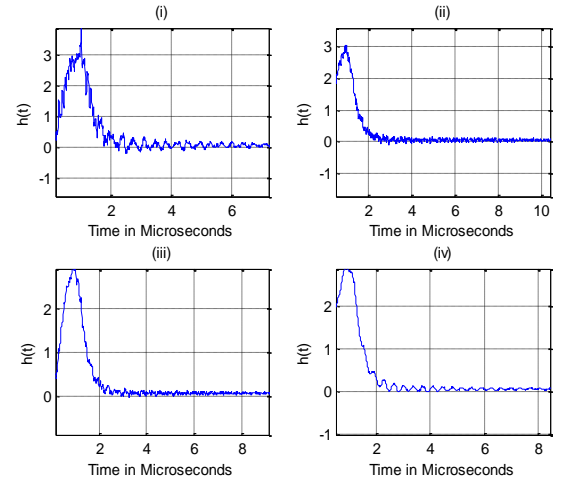 (i)
3
2
1
0
-1
h(t)
2 4 6
Time in Microseconds
(ii)
3
2
1
0
-1
h(t)
2 4 6 8 10
Time in Microseconds
(iii)
2
1
0
h(t)
2 4 6 8
Time in Microseconds
(iv)
2
1
0
-1
h(t)
2 4 6 8
Time in Microseconds